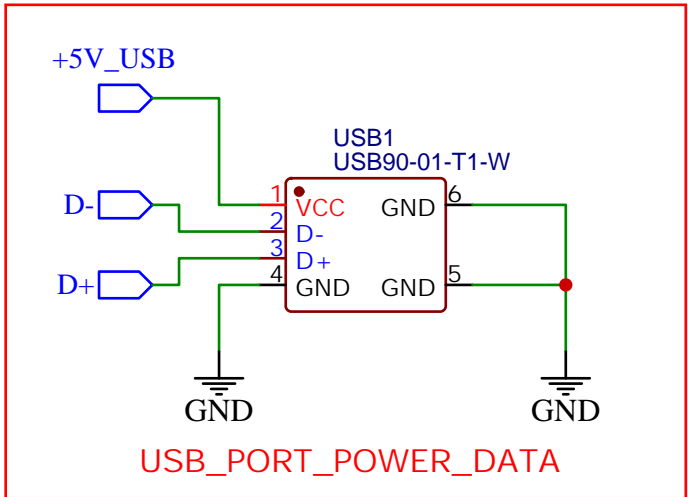 +5V_USB
USB1
USB90-01-T1-W
1 VCC GND 6
D- 2 D-
3 D+
D+ 4 GND GND 5
GND GND
USB_PORT_POWER_DATA